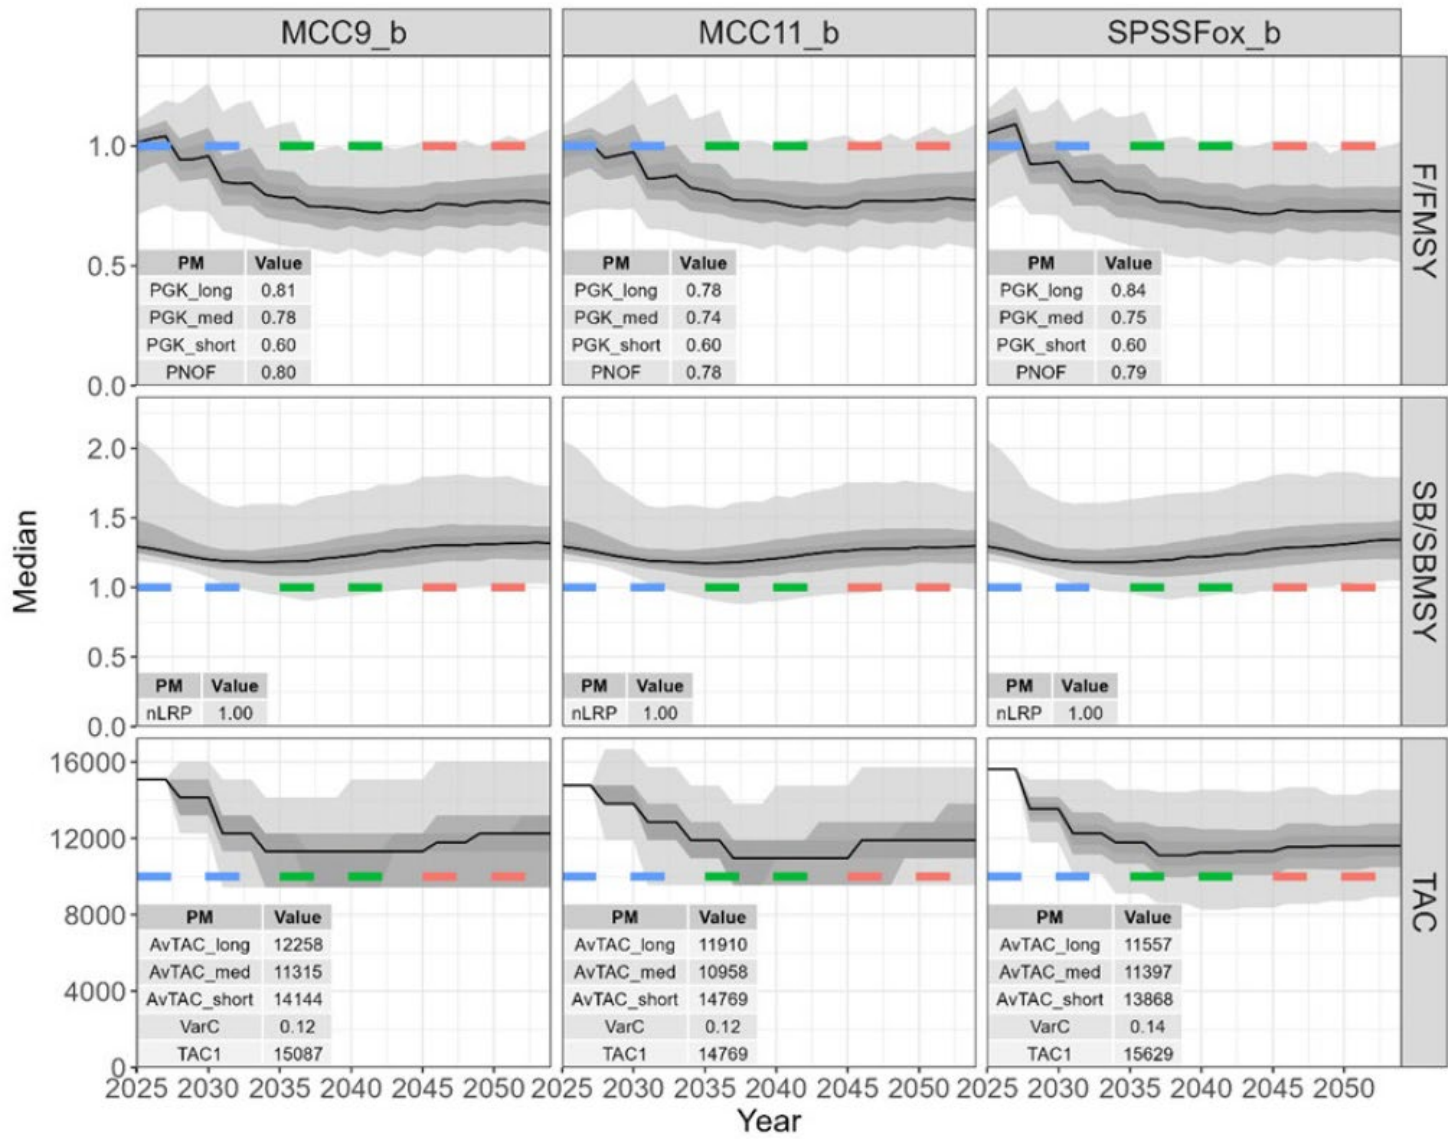 MCC9_b MCC11_b SPSSFox_b
1.0
0.5
0.0
F/FMSY
PM Value
PGK_long 0.81
PGK_med 0.78
PGK_short 0.60
PNOF 0.80
PM Value
PGK_long 0.78
PGK_med 0.74
PGK_short 0.60
PNOF 0.78
PM Value
PGK_long 0.84
PGK_med 0.75
PGK_short 0.60
PNOF 0.79
Median
2.0
1.5
1.0
0.5
0.0
SB/SBMSY
PM Value
nLRP 1.00
PM Value
nLRP 1.00
PM Value
nLRP 1.00
16000
12000
8000
4000
0
TAC
PM Value
AvTAC_long 12258
AvTAC_med 11315
AvTAC_short 14144
VarC 0.12
TAC1 15087
PM Value
AvTAC_long 11910
AvTAC_med 10958
AvTAC_short 14769
VarC 0.12
TAC1 14769
PM Value
AvTAC_long 11557
AvTAC_med 11397
AvTAC_short 13868
VarC 0.14
TAC1 15629
2025 2030 2035 2040 2045 2050 2025 2030 2035 2040 2045 2050 2025 2030 2035 2040 2045 2050
Year